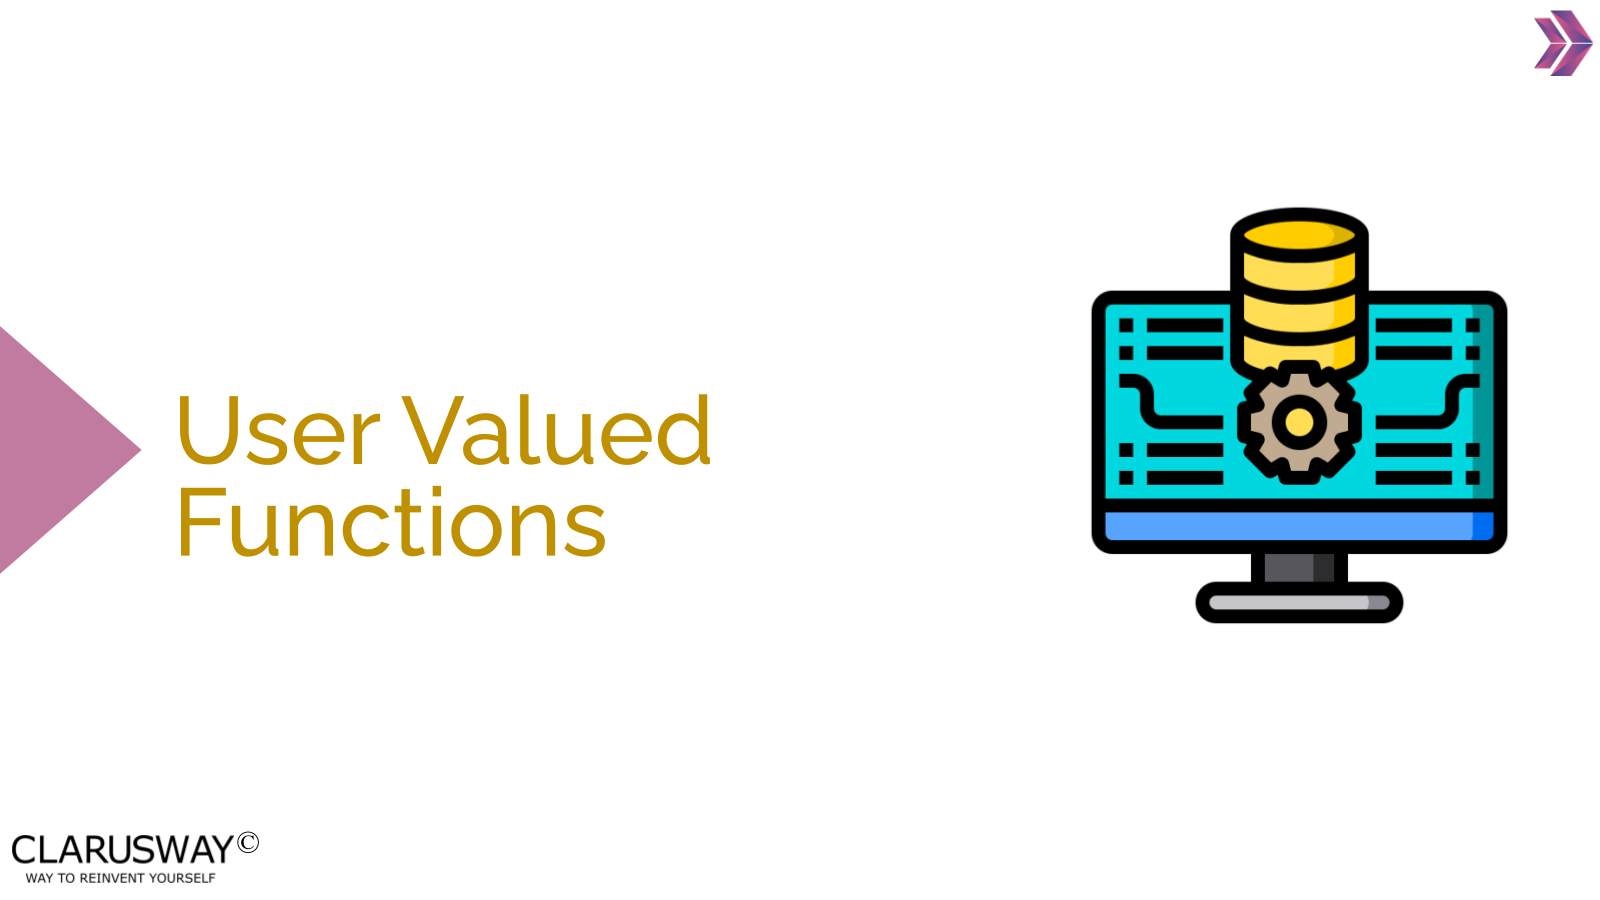 User Valued
Functions
CLARUSWAY©
WAY TO REINVENT YOURSELF